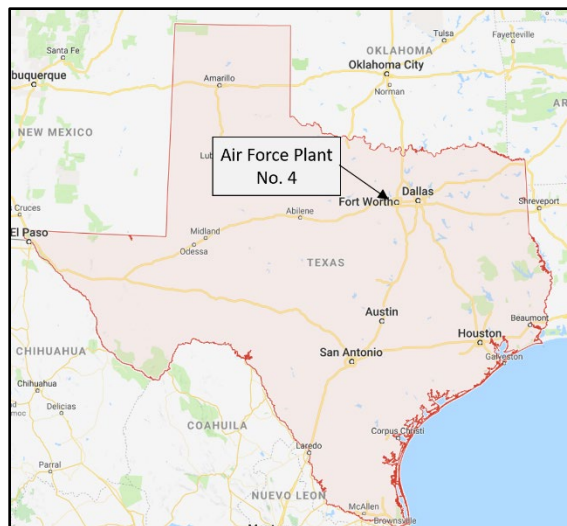 Santa Fe
buquerque
Tulsa
OKLAHOMA
Oklahoma City
Fayetteville
Amarillo
Norman
AR
NEW MEXICO
Air Force Plant
No. 4
Lub
Dallas
Fort Worth
Shreveport
s Cruces
El Paso
Abilene
Midland
Odessa
TEXAS
Austin
Beaumont
Houston
Galveston
San Antonio
CHIHUAHUA
Chihuahua
Delicias
COAHUILA
Corpus Christi
Laredo
Parral
NUEVO LEON
McAllen
Brownsville